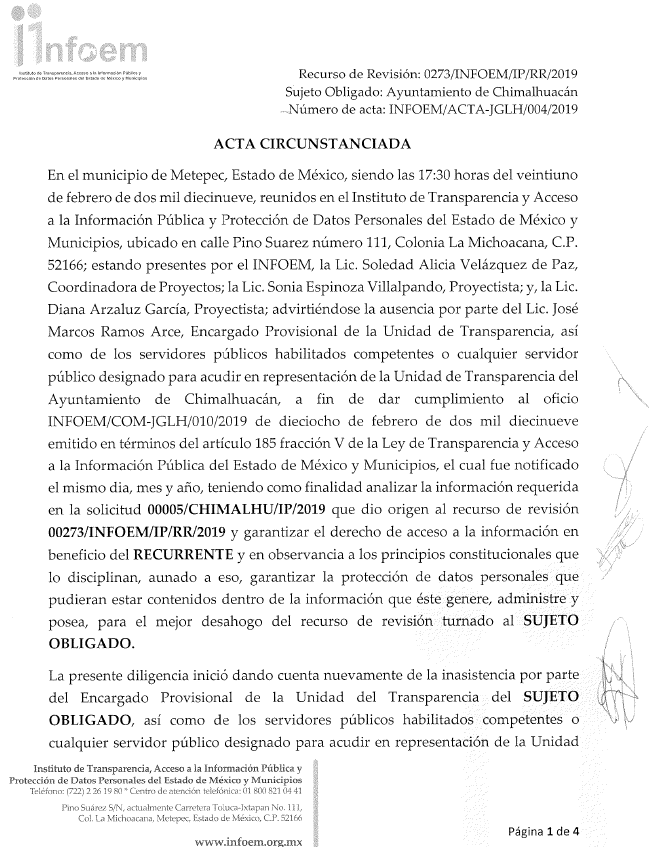 infoem
Instituto de Transparencia, Acceso a la Información Pública y
Protección de Datos Personales del Estado de México y Municipios
Recurso de Revisión: 0273/INFOEM/IP/RR/2019
Sujeto Obligado: Ayuntamiento de Chimalhuacán
Número de acta: INFOEM/ACTA-JGLH/004/2019
ACTA CIRCUNSTANCIADA
En el municipio de Metepec, Estado de México, siendo las 17:30 horas del veintiuno
de febrero de dos mil diecinueve, reunidos en el Instituto de Transparencia y Acceso
a la Información Pública y Protección de Datos Personales del Estado de México y
Municipios, ubicado en calle Pino Suarez número 111, Colonia La Michoacana, C.P.
52166; estando presentes por el INFOEM, la Lic. Soledad Alicia Velázquez de Paz,
Coordinadora de Proyectos; la Lic. Sonia Espinoza Villalpando, Proyectista; y, la Lic.
Diana Arzaluz García, Proyectista; advirtiéndose la ausencia por parte del Lic. José
Marcos Ramos Arce, Encargado Provisional de la Unidad de Transparencia, así
como de los servidores públicos habilitados competentes o cualquier servidor
público designado para acudir en representación de la Unidad de Transparencia del
Ayuntamiento de Chimalhuacán, a fin de dar cumplimiento al oficio
INFOEM/COM-JGLH/010/2019 de dieciocho de febrero de dos mil diecinueve
emitido en términos del artículo 185 fracción V de la Ley de Transparencia y Acceso
a la Información Pública del Estado de México y Municipios, el cual fue notificado
el mismo dia, mes y año, teniendo como finalidad analizar la información requerida
en la solicitud 00005/CHIMALHU/IP/2019 que dio origen al recurso de revisión
00273/INFOEM/IP/RR/2019 y garantizar el derecho de acceso a la información en
beneficio del RECURRENTE y en observancia a los principios constitucionales que
lo disciplinan, aunado a eso, garantizar la protección de datos personales que
pudieran estar contenidos dentro de la información que éste genere, administre y
posea, para el mejor desahogo del recurso de revisión turnado al SUJETO
OBLIGADO.
La presente diligencia inició dando cuenta nuevamente de la inasistencia por parte
del Encargado Provisional de la Unidad del Transparencia del SUJETO
OBLIGADO, así como de los servidores públicos habilitados competentes o
cualquier servidor público designado para acudir en representación de la Unidad
Instituto de Transparencia, Acceso a la Información Pública y
Protección de Datos Personales del Estado de México y Municipios
Teléfono: (722) 2 26 19 80 * Centro de atención telefónica: 01 800 821 04 41
Pino Suárez S/N, actualmente Carretera Toluca-Ixtapan No. 111,
Col. La Michoacana, Metepec, Estado de México, C.P. 52166
www.infoem.org.mx
Página 1 de 4